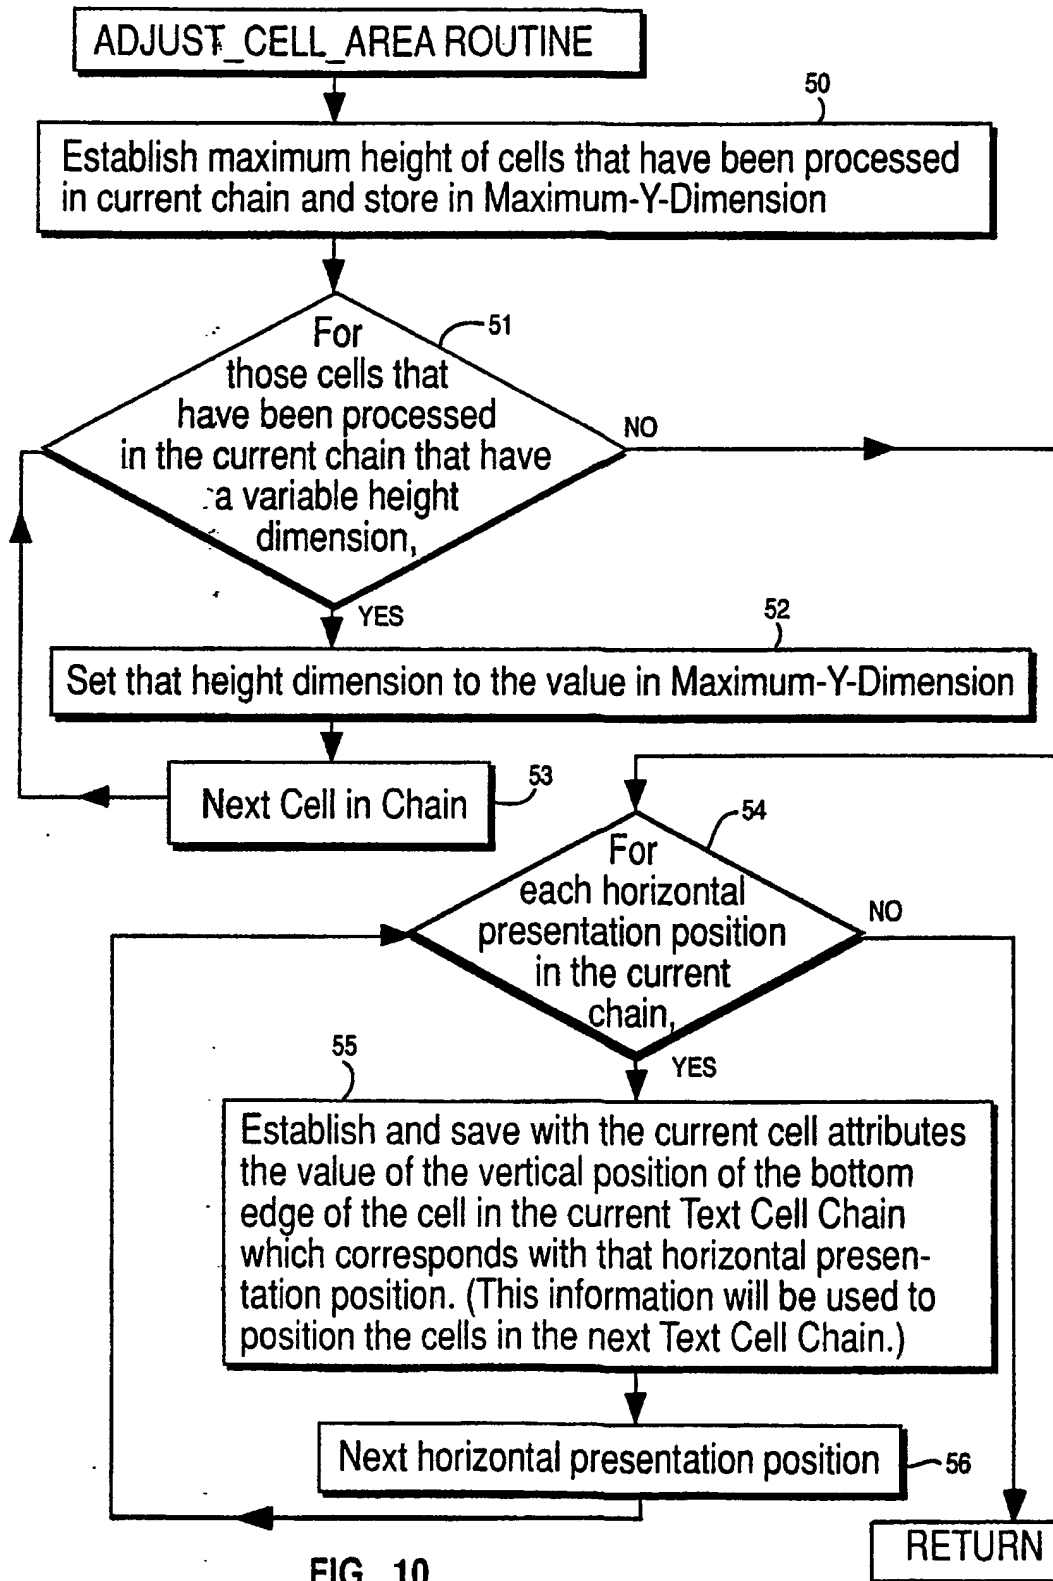 ADJUST_CELL_AREA ROUTINE
50
Establish maximum height of cells that have been processed
in current chain and store in Maximum-Y-Dimension
51
For
those cells that
have been processed
in the current chain that have
a variable height
dimension,
NO
YES
52
Set that height dimension to the value in Maximum-Y-Dimension
53
Next Cell in Chain
54
For
each horizontal
presentation position
in the current
chain,
NO
YES
55
Establish and save with the current cell attributes
the value of the vertical position of the bottom
edge of the cell in the current Text Cell Chain
which corresponds with that horizontal presen-
tation position. (This information will be used to
position the cells in the next Text Cell Chain.)
Next horizontal presentation position
56
RETURN
FIG 10